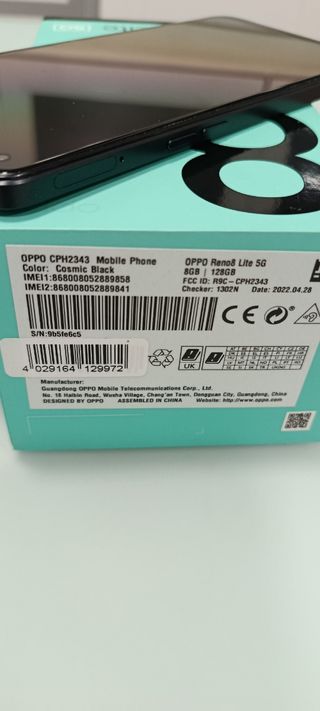 8
OPPO CPH2343 Mobile Phone
Color: Cosmic Black
IMEI1:868008052889858
IMEI2:868008052889841
OPPO Reno8 Lite 5G
8GB | 128GB
FCC ID: R9C-CPH2343
Checker: 1302N Date: 2022.04.28
S/N:9b5fe6c5
4 029164 129972
CE
UK
Manufacturer:
Guangdong OPPO Mobile Telecommunications Corp., Ltd.
No. 18 Haibin Road, Wusha Village, Chang'an Town, Dongguan City, Guangdong, China
DESIGNED BY OPPO ASSEMBLED IN CHINA Website: http://www.oppo.com